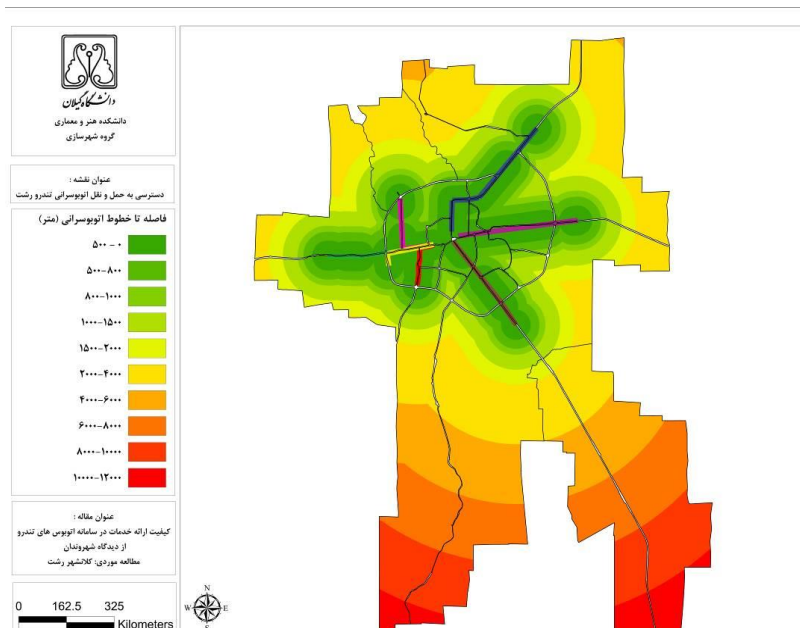 دانشگاه گیلان
دانشکده هنر و معماری
گروه شهرسازی
عنوان نقشه :
دسترسی به حمل و نقل اتوبوسرانی تندرو رشت
فاصله تا خطوط اتوبوسرانی (متر)
۰ - ۵۰۰
۵۰۰-۸۰۰
۸۰۰-۱۰۰۰
۱۰۰۰-۱۵۰۰
۱۵۰۰-۲۰۰۰
۲۰۰۰-۴۰۰۰
۴۰۰۰-۶۰۰۰
۶۰۰۰-۸۰۰۰
۸۰۰۰-۱۰۰۰۰
۱۰۰۰۰-۱۲۰۰۰
عنوان مقاله :
کیفیت ارائه خدمات در سامانه اتوبوس های تندرو
از دیدگاه شهروندان
مطالعه موردی: کلانشهر رشت
0 162.5 325
Kilometers
N
W E
S